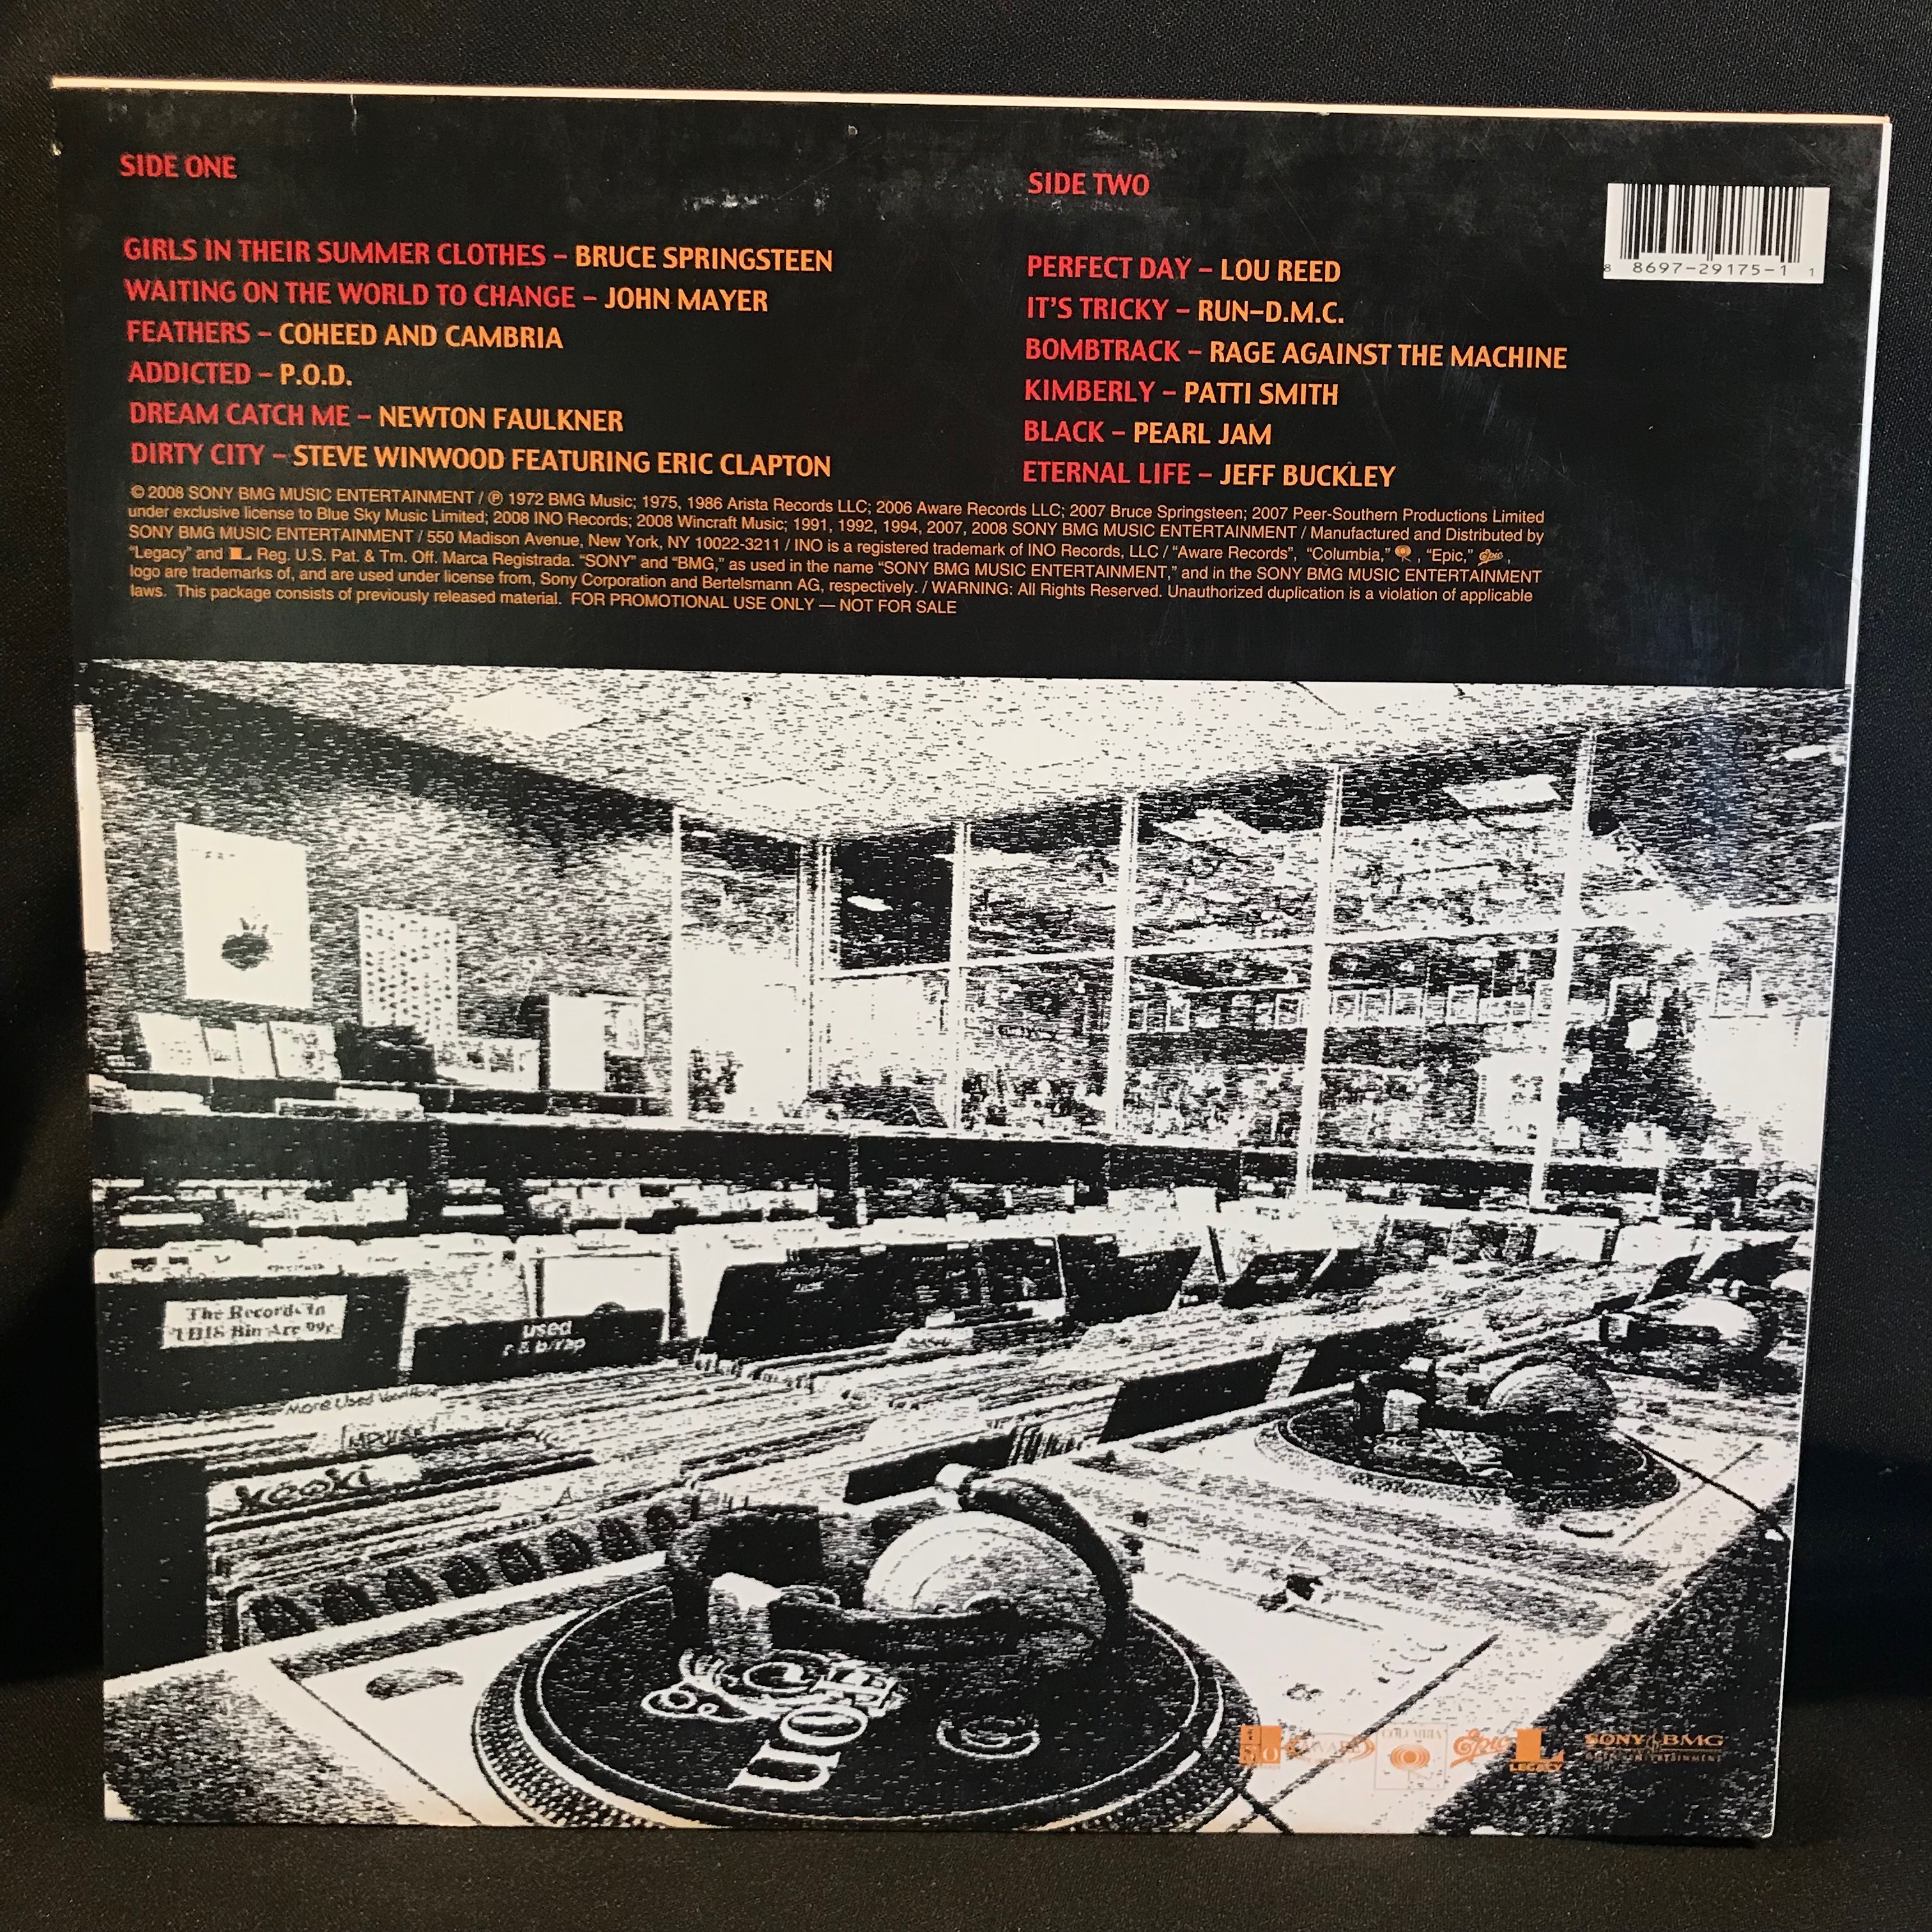 SIDE ONE
GIRLS IN THEIR SUMMER CLOTHES – BRUCE SPRINGSTEEN
WAITING ON THE WORLD TO CHANGE – JOHN MAYER
FEATHERS – COHEED AND CAMBRIA
ADDICTED – P.O.D.
DREAM CATCH ME – NEWTON FAULKNER
DIRTY CITY – STEVE WINWOOD FEATURING ERIC CLAPTON
SIDE TWO
PERFECT DAY – LOU REED
IT'S TRICKY – RUN–D.M.C.
BOMBTRACK – RAGE AGAINST THE MACHINE
KIMBERLY – PATTI SMITH
BLACK – PEARL JAM
ETERNAL LIFE – JEFF BUCKLEY
8 8697-29175-1 1
© 2008 SONY BMG MUSIC ENTERTAINMENT / ℗ 1972 BMG Music; 1975, 1986 Arista Records LLC; 2006 Aware Records LLC; 2007 Bruce Springsteen; 2007 Peer-Southern Productions Limited
under exclusive license to Blue Sky Music Limited; 2008 INO Records; 2008 Wincraft Music; 1991, 1992, 1994, 2007, 2008 SONY BMG MUSIC ENTERTAINMENT / Manufactured and Distributed by
SONY BMG MUSIC ENTERTAINMENT / 550 Madison Avenue, New York, NY 10022-3211 / INO is a registered trademark of INO Records, LLC / "Aware Records", "Columbia," , "Epic," Epic,
"Legacy" and L Reg. U.S. Pat. & Tm. Off. Marca Registrada. "SONY" and "BMG," as used in the name "SONY BMG MUSIC ENTERTAINMENT," and in the SONY BMG MUSIC ENTERTAINMENT
logo are trademarks of, and are used under license from, Sony Corporation and Bertelsmann AG, respectively. / WARNING: All Rights Reserved. Unauthorized duplication is a violation of applicable
laws. This package consists of previously released material. FOR PROMOTIONAL USE ONLY — NOT FOR SALE
The Records In
THIS Bin Are 99¢
used
r & b/rap
More Used
IMPULSE
Keoki
INO
AWARE
COLUMBIA
Epic
L
LEGACY
SONY BMG
MUSIC ENTERTAINMENT